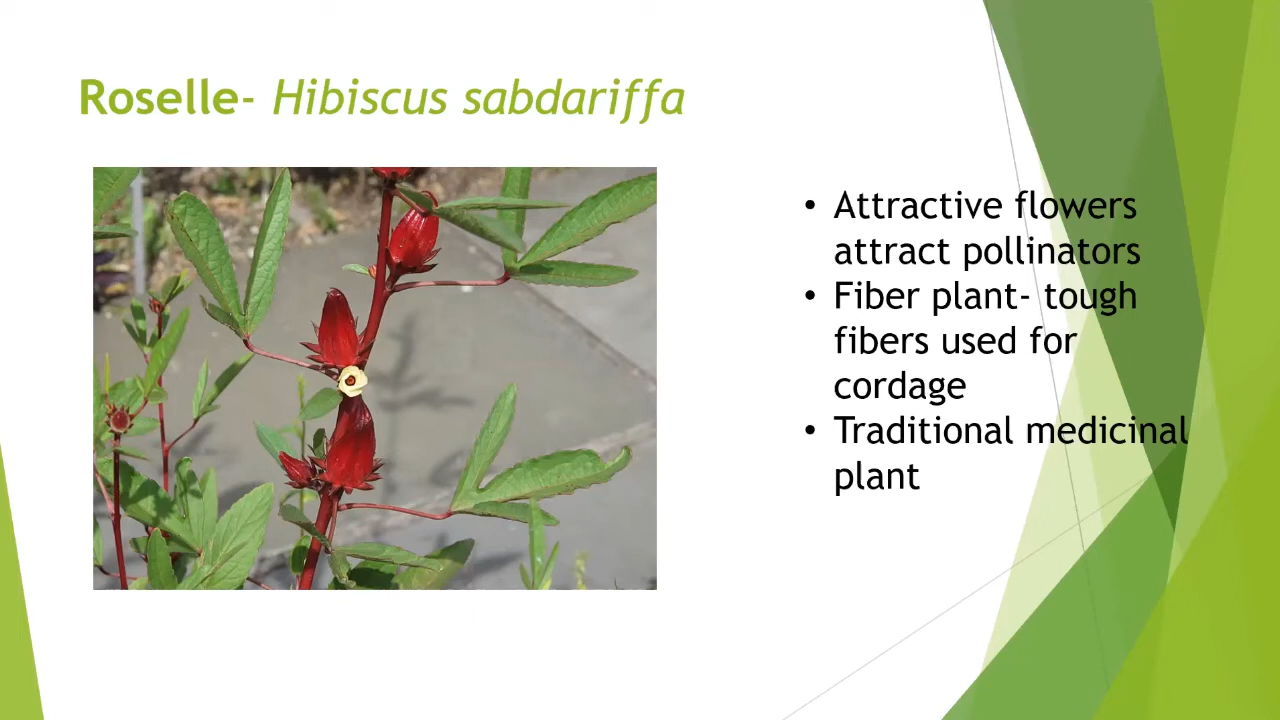 Roselle- Hibiscus sabdariffa
• Attractive flowers
attract pollinators
• Fiber plant- tough
fibers used for
cordage
• Traditional medicinal
plant